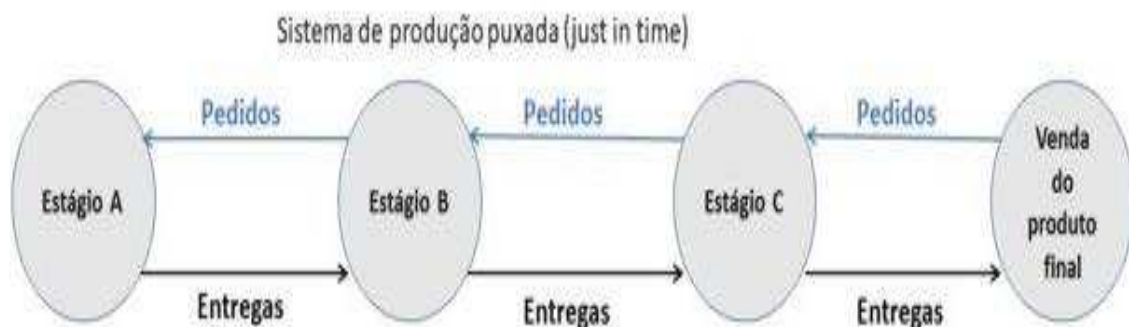 Sistema de produção puxada (just in time)
Pedidos
Pedidos
Pedidos
Estágio A
Estágio B
Estágio C
Venda
do
produto
final
Entregas
Entregas
Entregas